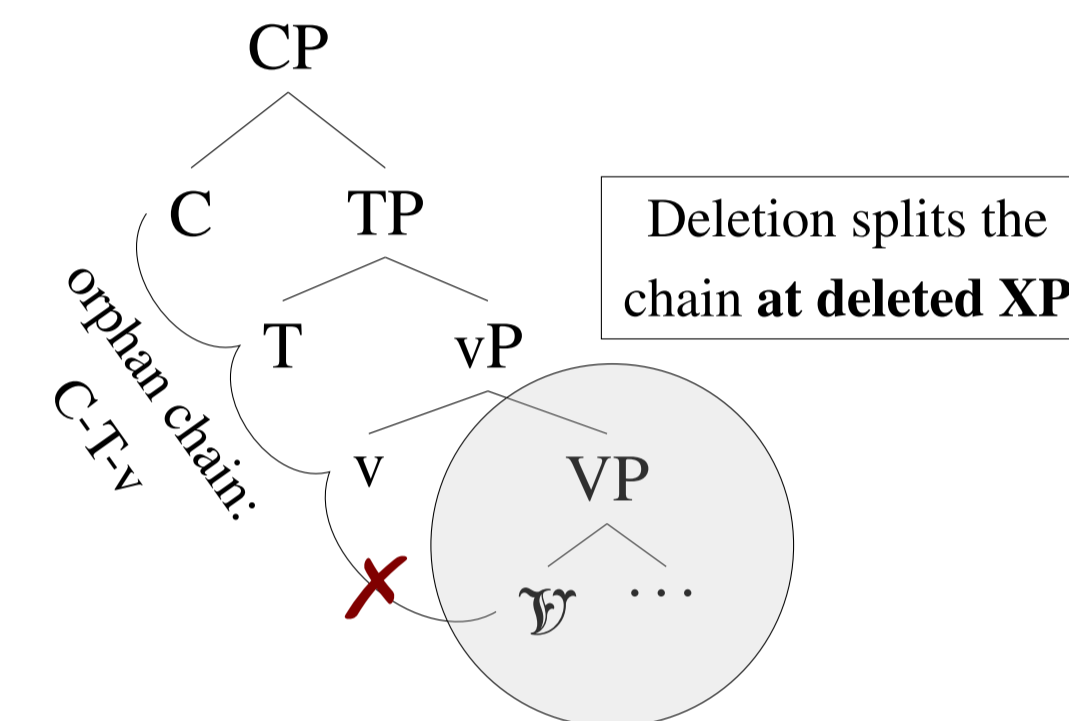 CP
C TP
Deletion splits the
chain at deleted XP
orphan chain:
C-T-v
T vP
v VP
✗
𝔙 ...